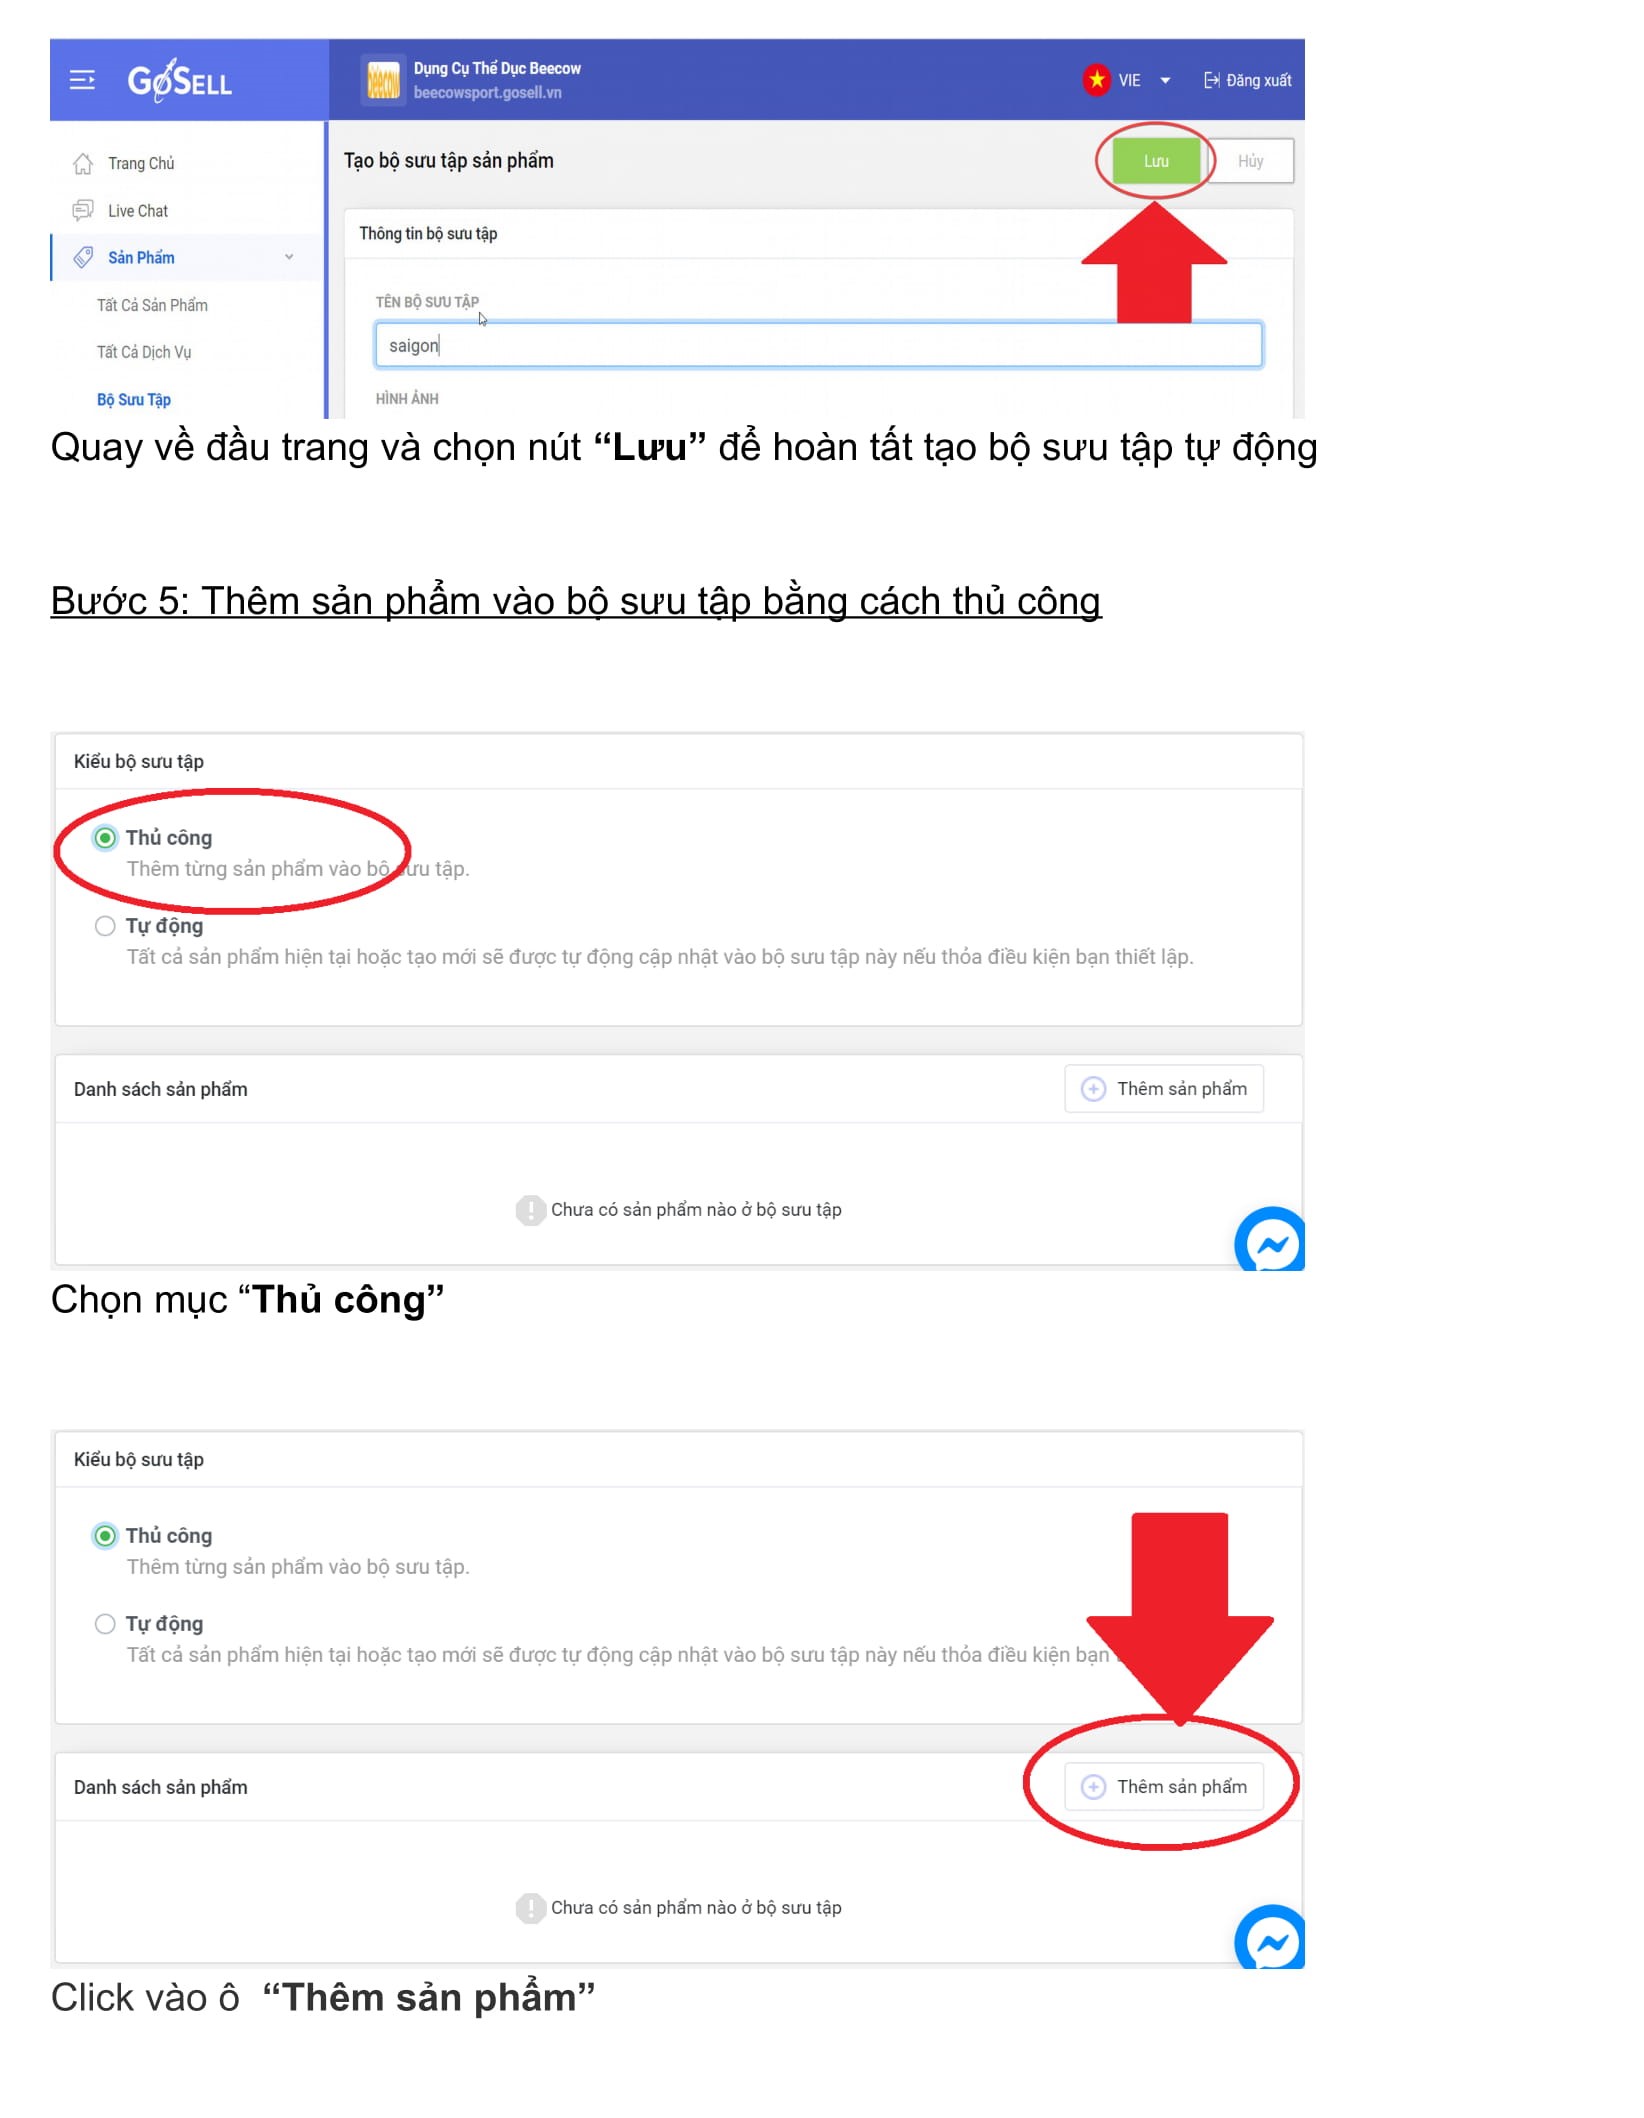 GoSELL
Dụng Cụ Thể Dục Beecow
beecowsport.gosell.vn
VIE
Đăng xuất
Trang Chủ
Live Chat
Sản Phẩm
Tất Cả Sản Phẩm
Tất Cả Dịch Vụ
Bộ Sưu Tập
Tạo bộ sưu tập sản phẩm
Lưu
Hủy
Thông tin bộ sưu tập
TÊN BỘ SƯU TẬP
saigon
HÌNH ẢNH
Quay về đầu trang và chọn nút “Lưu” để hoàn tất tạo bộ sưu tập tự động
Bước 5: Thêm sản phẩm vào bộ sưu tập bằng cách thủ công
Kiểu bộ sưu tập
Thủ công
Thêm từng sản phẩm vào bộ sưu tập.
Tự động
Tất cả sản phẩm hiện tại hoặc tạo mới sẽ được tự động cập nhật vào bộ sưu tập này nếu thỏa điều kiện bạn thiết lập.
Danh sách sản phẩm
Thêm sản phẩm
Chưa có sản phẩm nào ở bộ sưu tập
Chọn mục “Thủ công”
Kiểu bộ sưu tập
Thủ công
Thêm từng sản phẩm vào bộ sưu tập.
Tự động
Tất cả sản phẩm hiện tại hoặc tạo mới sẽ được tự động cập nhật vào bộ sưu tập này nếu thỏa điều kiện bạn
Danh sách sản phẩm
Thêm sản phẩm
Chưa có sản phẩm nào ở bộ sưu tập
Click vào ô “Thêm sản phẩm”